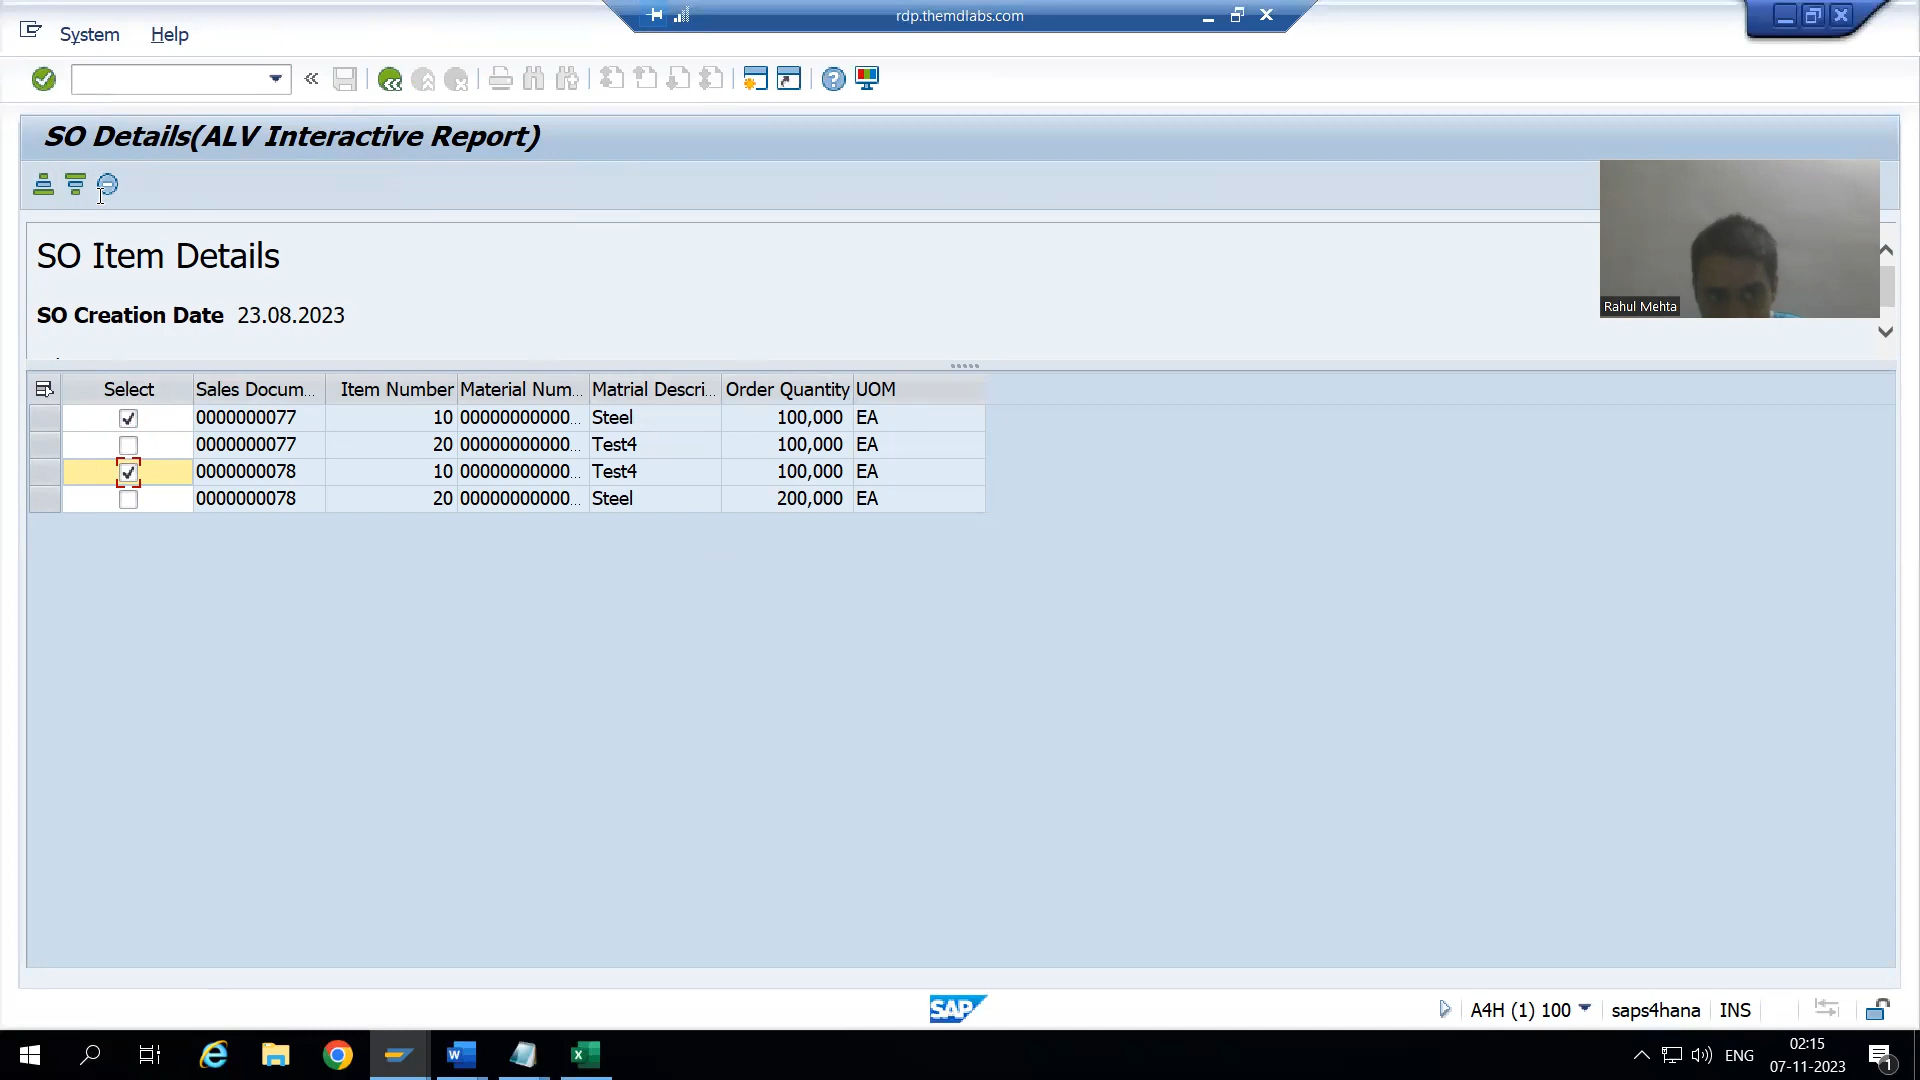 rdp.themdlabs.com
System Help
SO Details(ALV Interactive Report)
SO Item Details
SO Creation Date 23.08.2023
Rahul Mehta
Select Sales Docum... Item Number Material Num... Matrial Descri... Order Quantity UOM
0000000077 10 00000000000... Steel 100,000 EA
0000000077 20 00000000000... Test4 100,000 EA
0000000078 10 00000000000... Test4 100,000 EA
0000000078 20 00000000000... Steel 200,000 EA
SAP
A4H (1) 100 saps4hana INS
ENG
02:15
07-11-2023
1